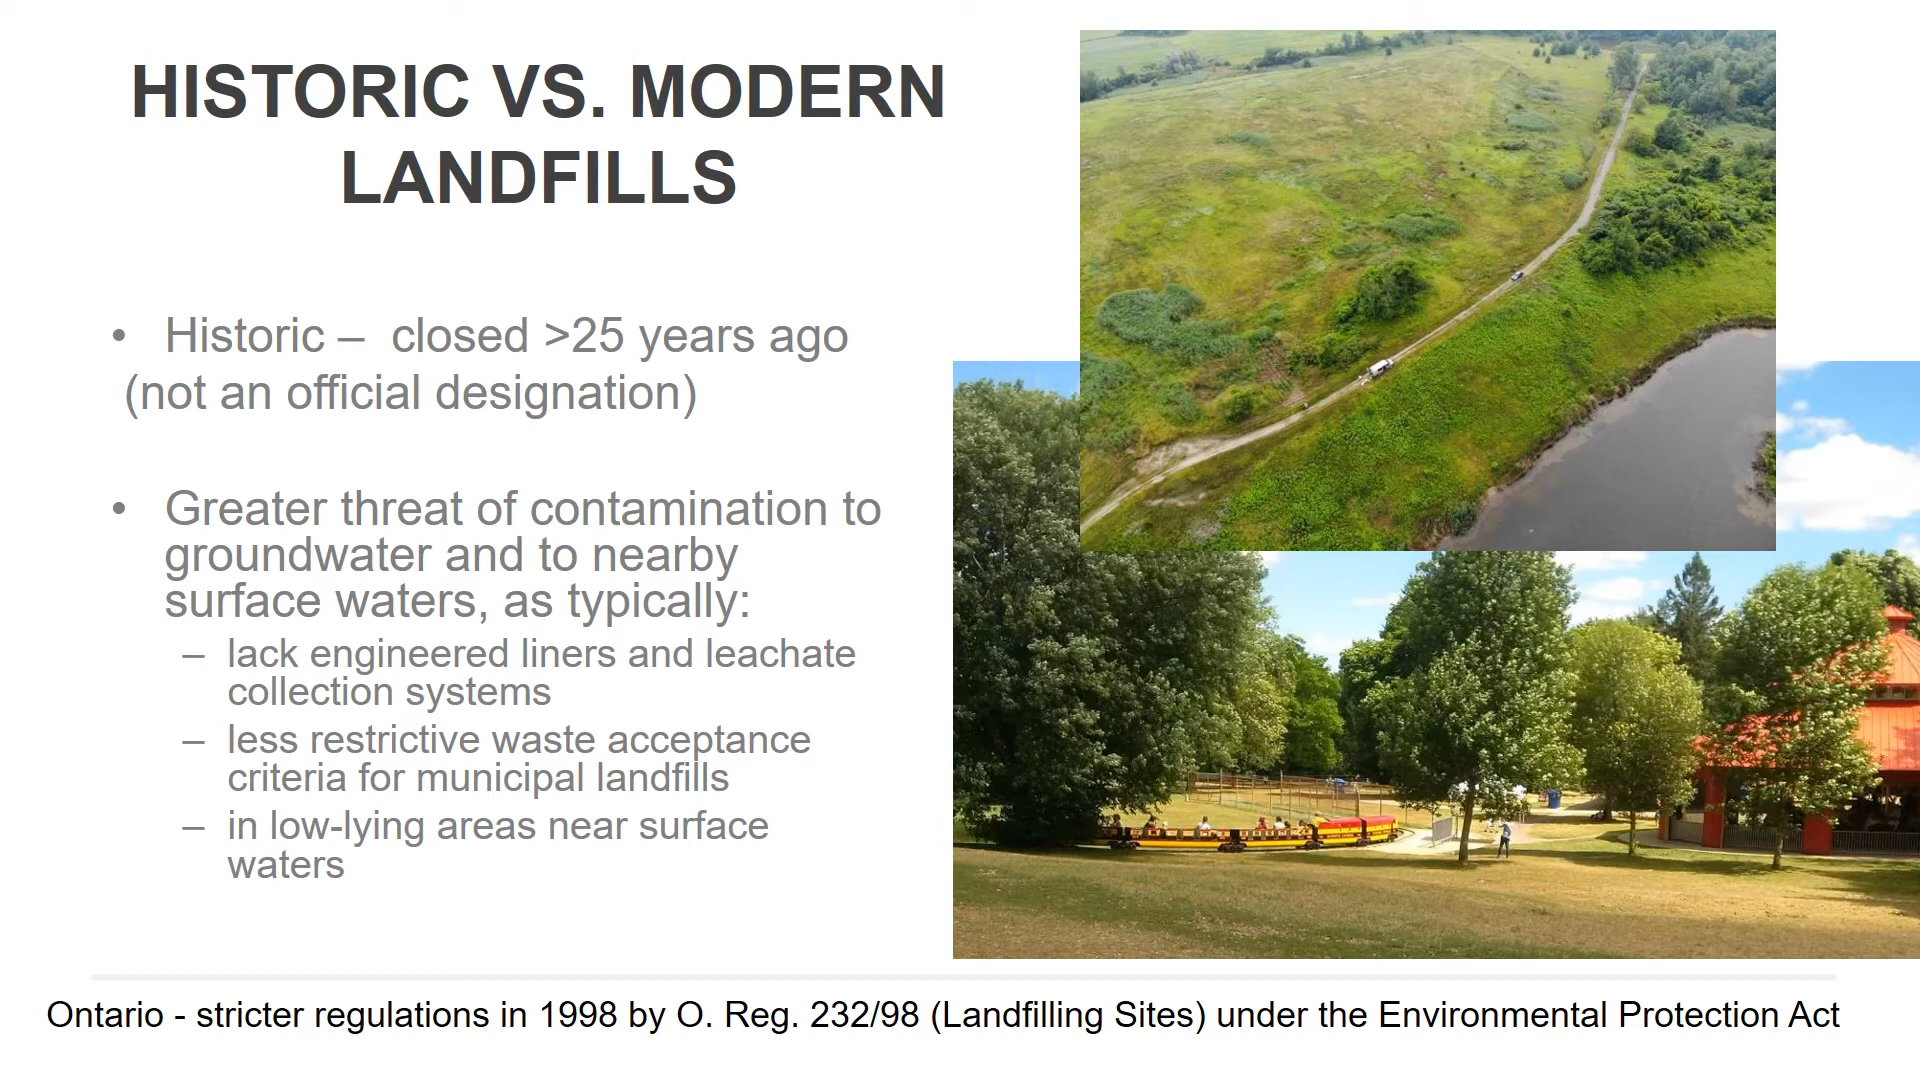 HISTORIC VS. MODERN
LANDFILLS
• Historic – closed >25 years ago
(not an official designation)
• Greater threat of contamination to
groundwater and to nearby
surface waters, as typically:
– lack engineered liners and leachate
collection systems
– less restrictive waste acceptance
criteria for municipal landfills
– in low-lying areas near surface
waters
Ontario - stricter regulations in 1998 by O. Reg. 232/98 (Landfilling Sites) under the Environmental Protection Act